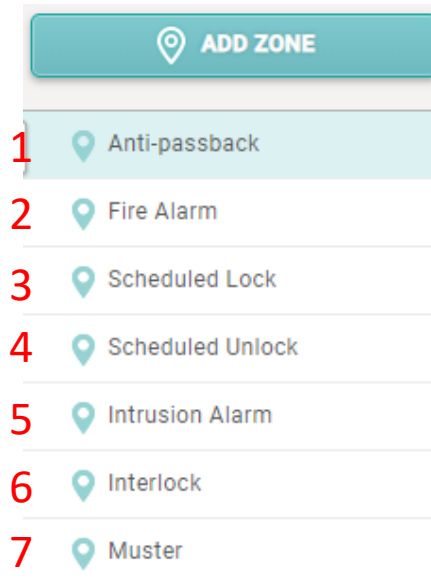 ADD ZONE
1 Anti-passback
2 Fire Alarm
3 Scheduled Lock
4 Scheduled Unlock
5 Intrusion Alarm
6 Interlock
7 Muster